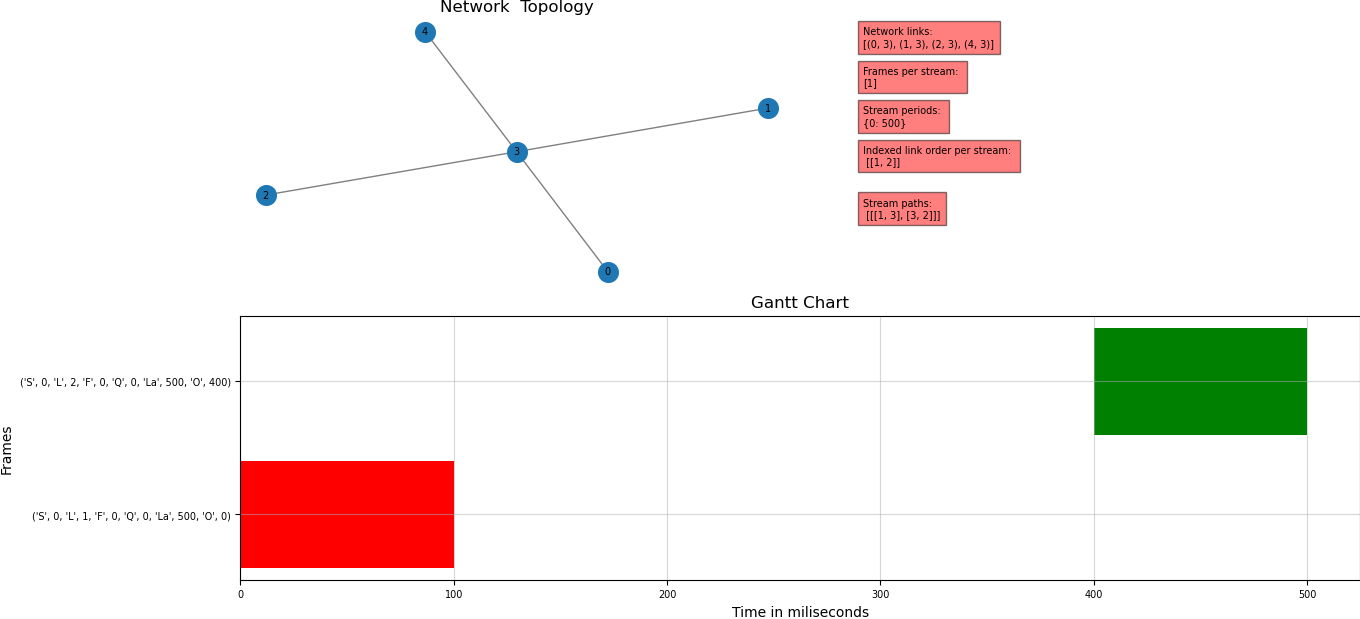 Network  Topology
4
1
3
2
0
Network links:
[(0, 3), (1, 3), (2, 3), (4, 3)]
Frames per stream:
[1]
Stream periods:
{0: 500}
Indexed link order per stream:
[[1, 2]]
Stream paths:
[[[1, 3], [3, 2]]]
Gantt Chart
('S', 0, 'L', 2, 'F', 0, 'Q', 0, 'La', 500, 'O', 400)
('S', 0, 'L', 1, 'F', 0, 'Q', 0, 'La', 500, 'O', 0)
Frames
0 100 200 300 400 500
Time in miliseconds